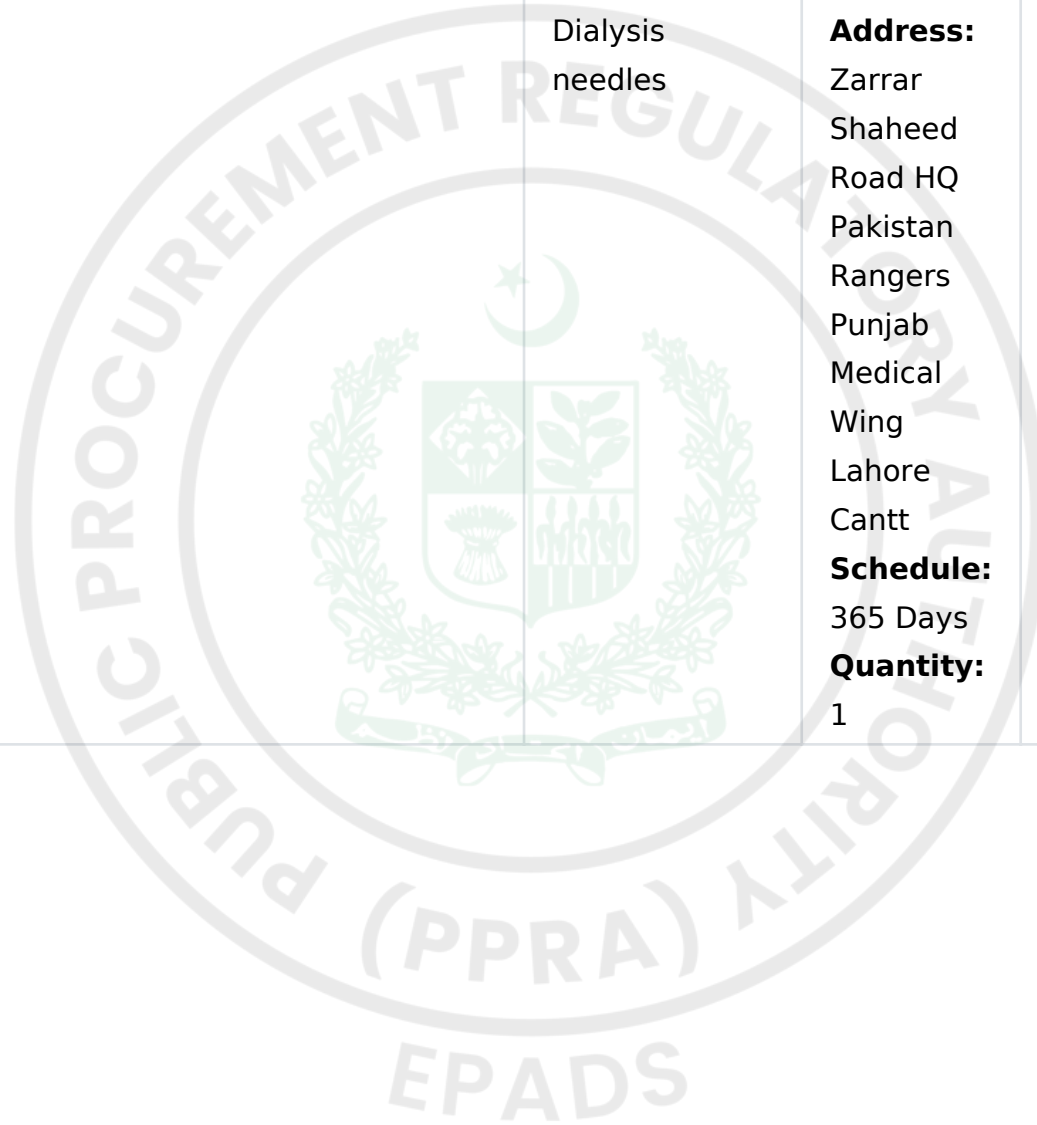 Dialysis
needles
Address:
Zarrar
Shaheed
Road HQ
Pakistan
Rangers
Punjab
Medical
Wing
Lahore
Cantt
Schedule:
365 Days
Quantity:
1
PUBLIC PROCUREMENT REGULATORY AUTHORITY
(PPRA)
EPADS